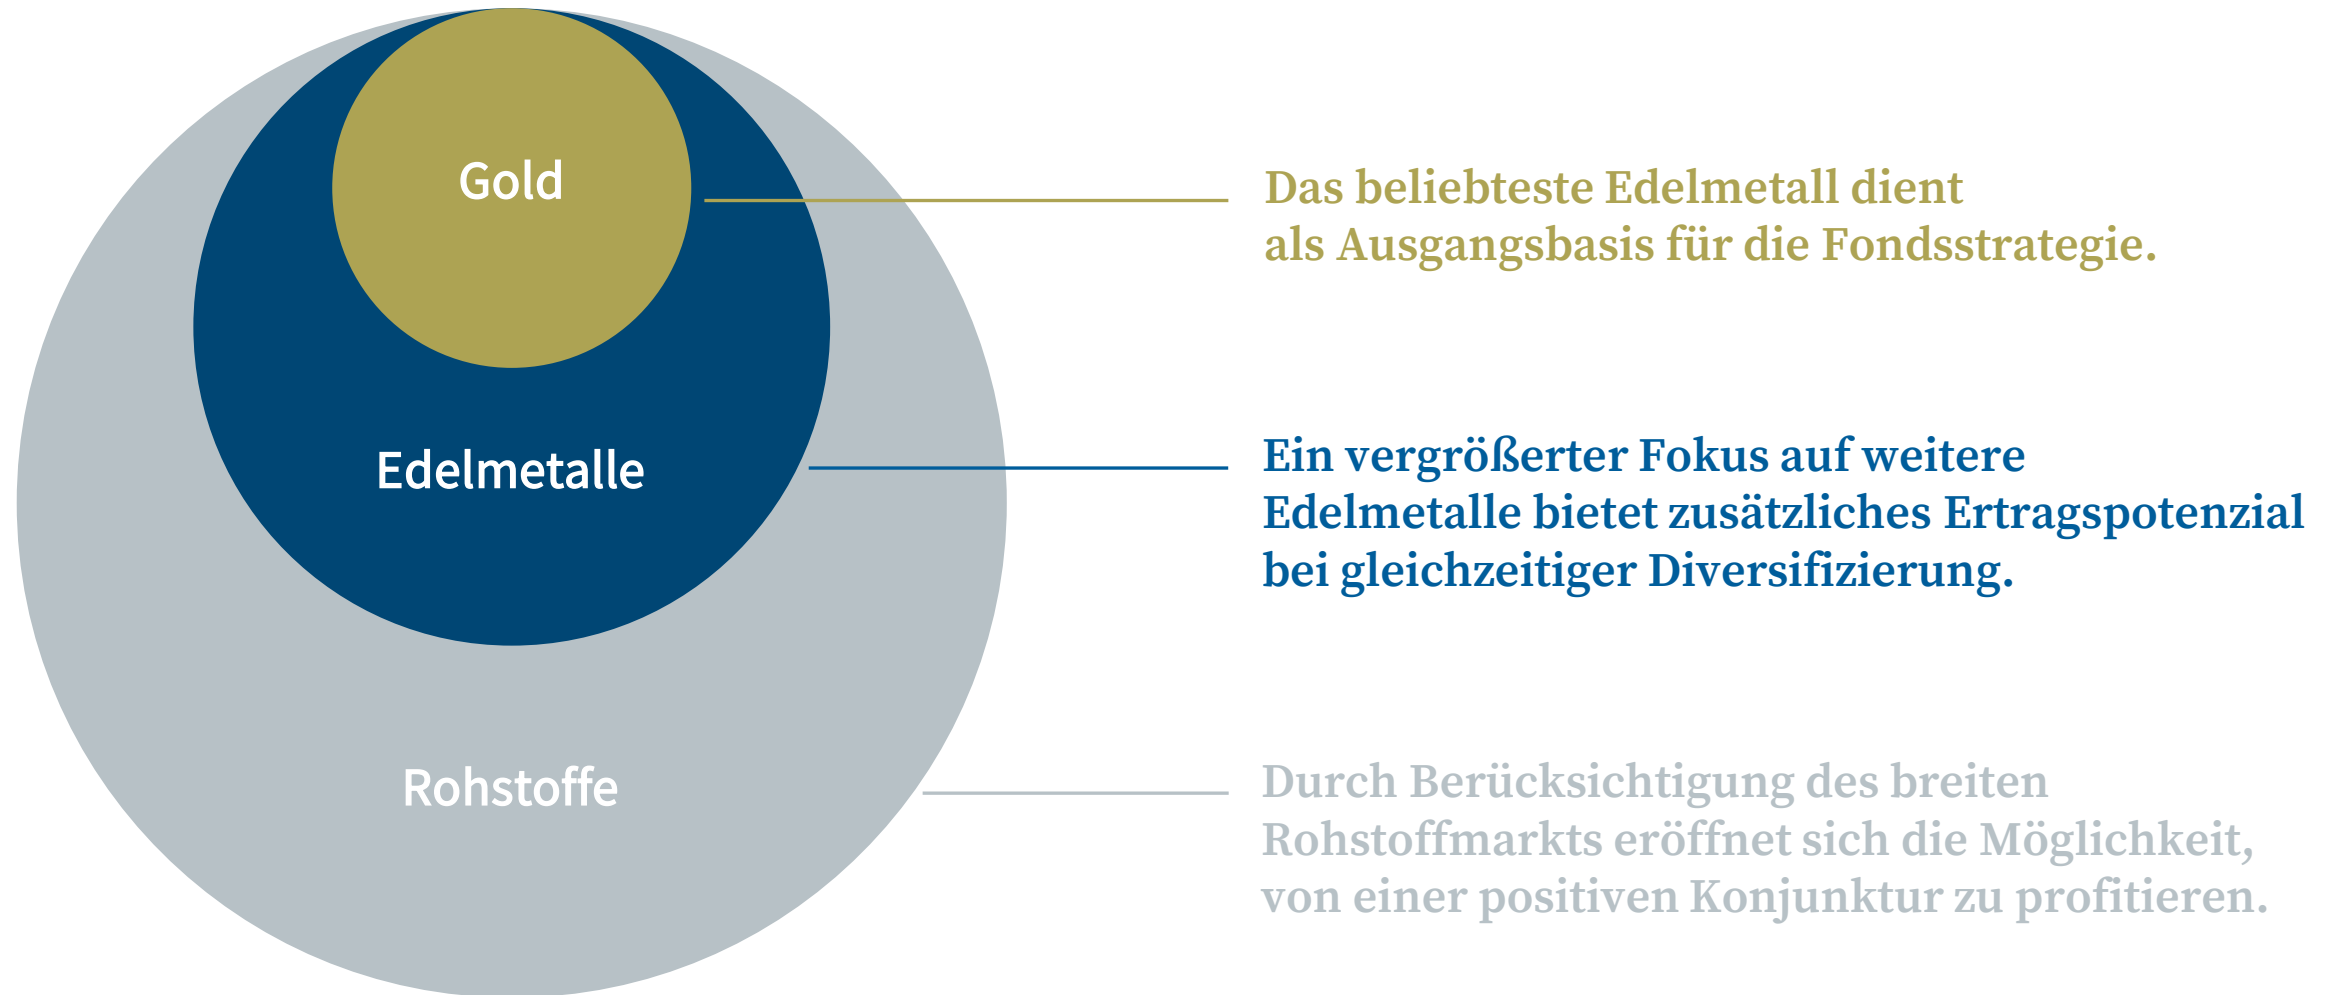 Gold
Das beliebteste Edelmetall dient
als Ausgangsbasis für die Fondsstrategie.
Edelmetalle
Ein vergrößerter Fokus auf weitere
Edelmetalle bietet zusätzliches Ertragspotenzial
bei gleichzeitiger Diversifizierung.
Rohstoffe
Durch Berücksichtigung des breiten
Rohstoffmarkts eröffnet sich die Möglichkeit,
von einer positiven Konjunktur zu profitieren.